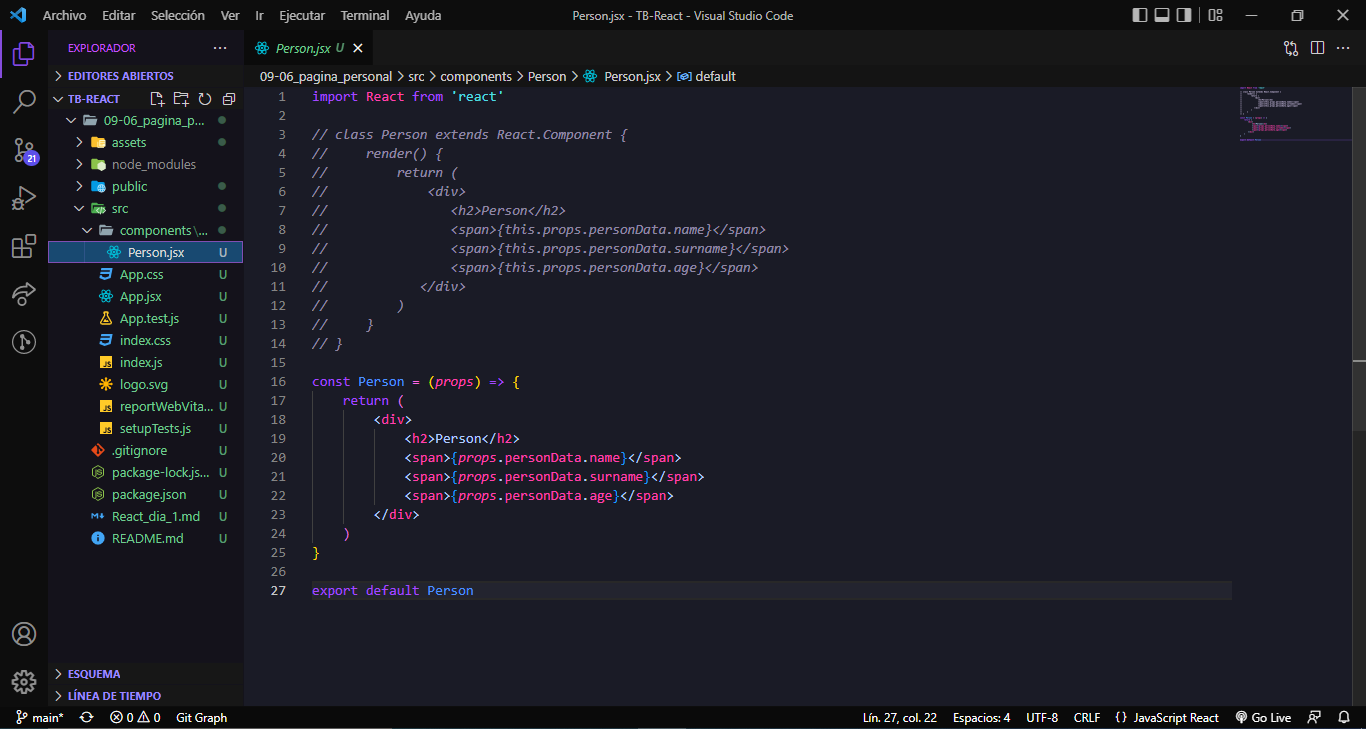 Archivo Editar Selección Ver Ir Ejecutar Terminal Ayuda
Person.jsx - TB-React - Visual Studio Code
EXPLORADOR
EDITORES ABIERTOS
TB-REACT
09-06_pagina_p...
assets
node_modules
public
src
components\...
Person.jsx U
App.css U
App.jsx U
App.test.js U
index.css U
index.js U
logo.svg U
reportWebVita... U
setupTests.js U
.gitignore U
package-lock.js... U
package.json U
React_dia_1.md U
README.md U
ESQUEMA
LÍNEA DE TIEMPO
21
Person.jsx U
09-06_pagina_personal > src > components > Person > Person.jsx > default
1 import React from 'react'
2
3 // class Person extends React.Component {
4 //     render() {
5 //         return (
6 //             <div>
7 //                <h2>Person</h2>
8 //                <span>{this.props.personData.name}</span>
9 //                <span>{this.props.personData.surname}</span>
10 //                <span>{this.props.personData.age}</span>
11 //            </div>
12 //         )
13 //     }
14 // }
15
16 const Person = (props) => {
17     return (
18         <div>
19             <h2>Person</h2>
20             <span>{props.personData.name}</span>
21             <span>{props.personData.surname}</span>
22             <span>{props.personData.age}</span>
23         </div>
24     )
25 }
26
27 export default Person
main* 0 0 Git Graph
Lín. 27, col. 22 Espacios: 4 UTF-8 CRLF {} JavaScript React Go Live